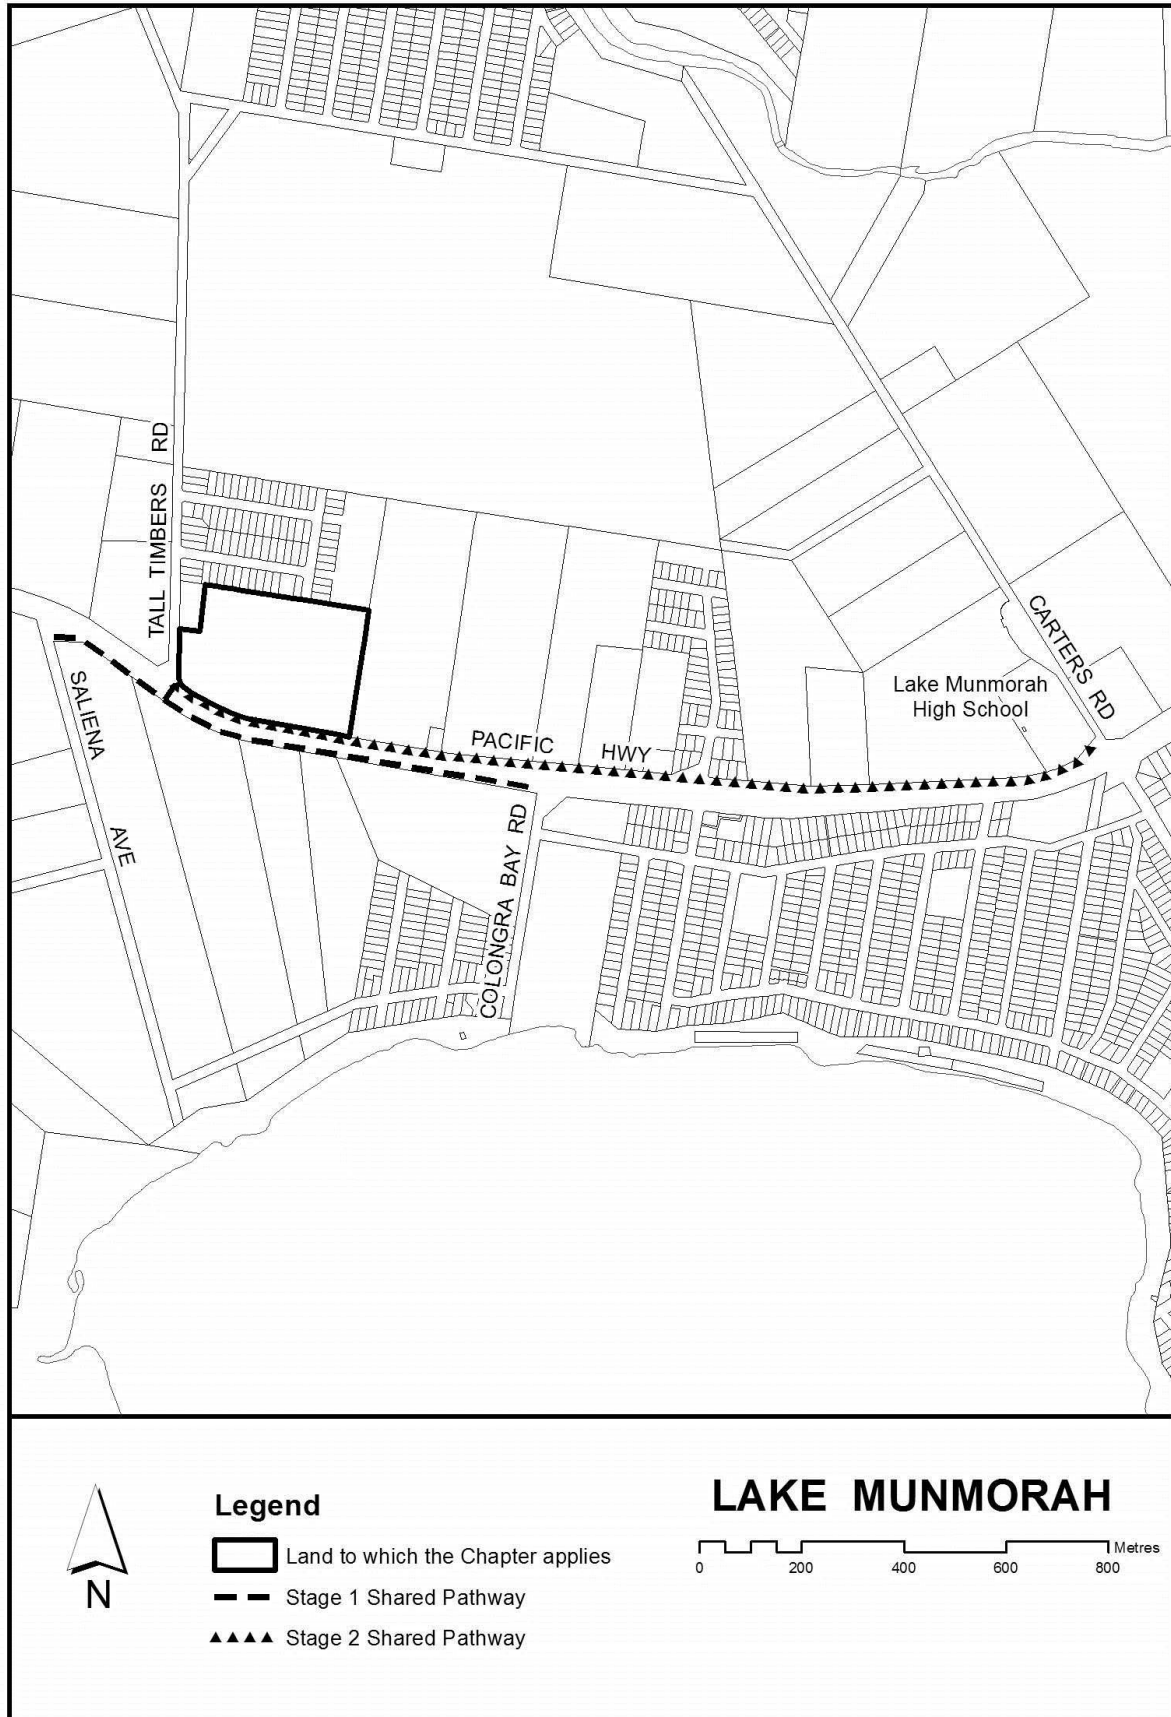 TALL TIMBERS RD
SALIENA AVE
PACIFIC HWY
COLONGRA BAY RD
CARTERS RD
Lake Munmorah
High School
N
Legend
Land to which the Chapter applies
Stage 1 Shared Pathway
Stage 2 Shared Pathway
LAKE MUNMORAH
Metres
0 200 400 600 800